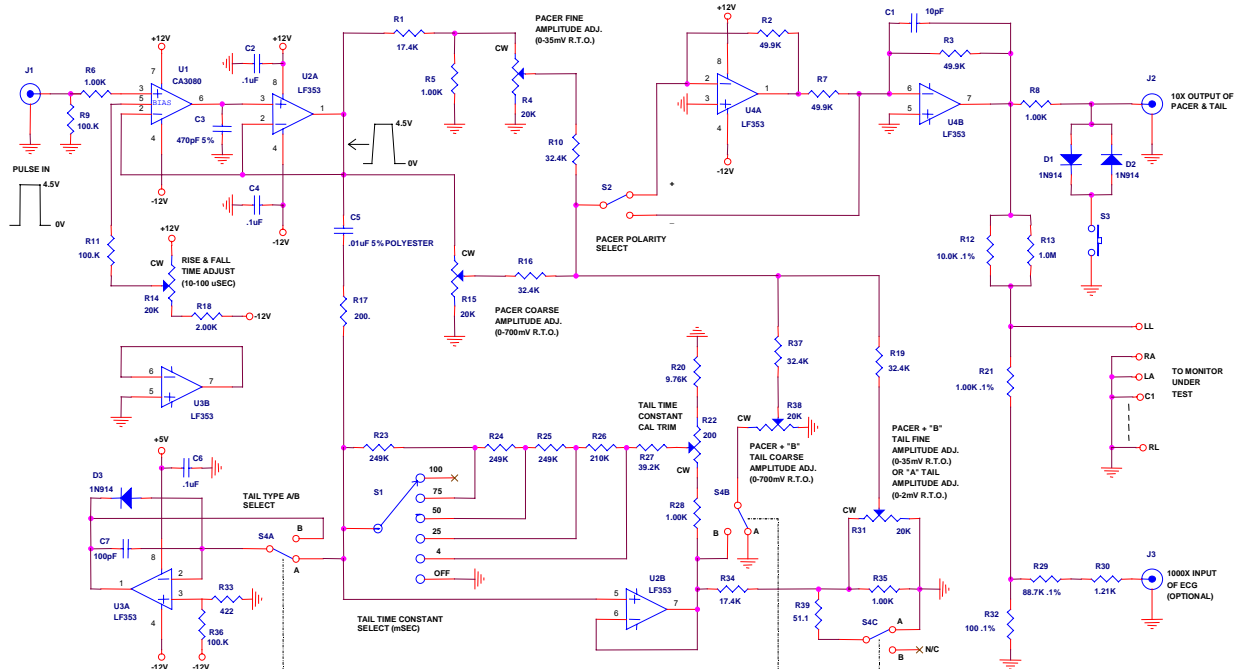 J1
R6
1.00K
R9
100.K
PULSE IN
4.5V
0V
+12V
U1
CA3080
7
3
5
BIAS
2
6
4
-12V
C3
470pF 5%
+12V
C2
.1uF
U2A
LF353
8
3
2
1
4
C4
.1uF
-12V
R1
17.4K
R5
1.00K
PACER FINE
AMPLITUDE ADJ.
(0-35mV R.T.O.)
CW
R4
20K
4.5V
0V
R10
32.4K
C5
.01uF 5% POLYESTER
R11
100.K
+12V
CW
RISE & FALL
TIME ADJUST
(10-100 uSEC)
R14
20K
R18
2.00K
-12V
R17
200.
CW
R15
20K
R16
32.4K
PACER COARSE
AMPLITUDE ADJ.
(0-700mV R.T.O.)
S2
+
_
PACER POLARITY
SELECT
+12V
R2
49.9K
8
2
3
1
U4A
LF353
4
-12V
R7
49.9K
C1
10pF
R3
49.9K
6
5
7
U4B
LF353
R8
1.00K
J2
10X OUTPUT OF
PACER & TAIL
D1
1N914
D2
1N914
S3
R12
10.0K .1%
R13
1.0M
LL
RA
LA
C1
RL
TO MONITOR
UNDER
TEST
R21
1.00K .1%
R37
32.4K
R19
32.4K
R20
9.76K
TAIL TIME
CONSTANT
CAL TRIM
R22
200
CW
R28
1.00K
R38
20K
CW
PACER + "B"
TAIL COARSE
AMPLITUDE ADJ.
(0-700mV R.T.O.)
PACER + "B"
TAIL FINE
AMPLITUDE ADJ.
(0-35mV R.T.O.)
OR "A" TAIL
AMPLITUDE ADJ.
(0-2mV R.T.O.)
6
5
7
U3B
LF353
R23
249K
R24
249K
R25
249K
R26
210K
R27
39.2K
S1
100
75
50
25
4
OFF
TAIL TIME CONSTANT
SELECT (mSEC)
+5V
C6
.1uF
D3
1N914
C7
100pF
8
1
2
3
U3A
LF353
4
-12V
R33
422
R36
100.K
-12V
TAIL TYPE A/B
SELECT
S4A
B
A
S4B
B
A
5
6
7
U2B
LF353
R34
17.4K
CW
R31
20K
R35
1.00K
R39
51.1
S4C
A
B
N/C
R29
88.7K .1%
R30
1.21K
R32
100 .1%
J3
1000X INPUT
OF ECG
(OPTIONAL)